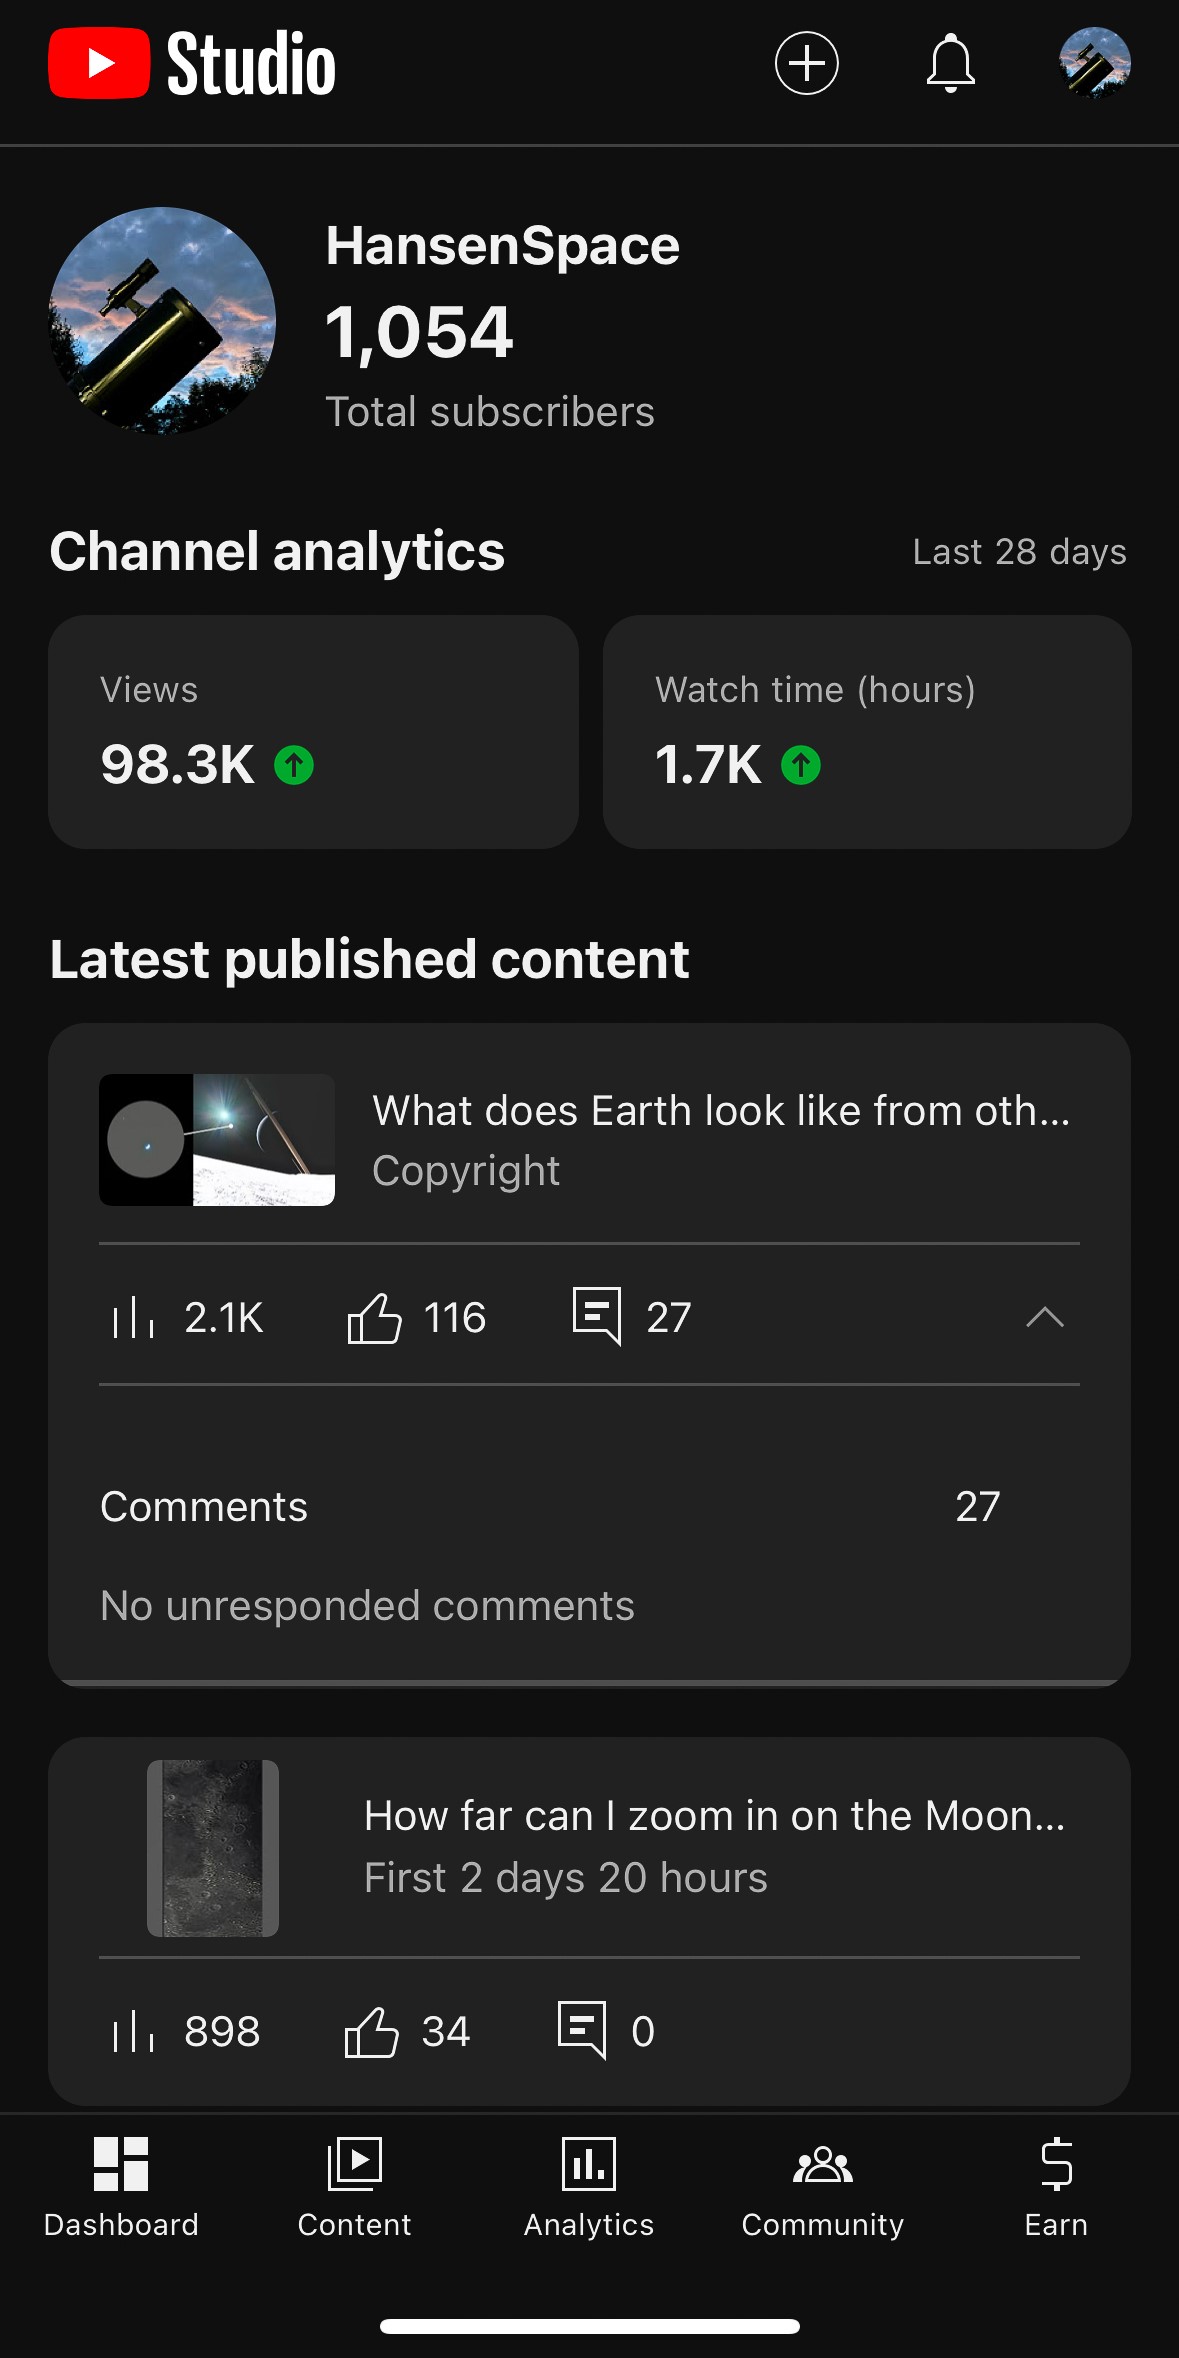 Studio
HansenSpace
1,054
Total subscribers
Channel analytics
Last 28 days
Views
98.3K
Watch time (hours)
1.7K
Latest published content
What does Earth look like from oth...
Copyright
2.1K 116 27
Comments 27
No unresponded comments
How far can I zoom in on the Moon...
First 2 days 20 hours
898 34 0
Dashboard Content Analytics Community Earn